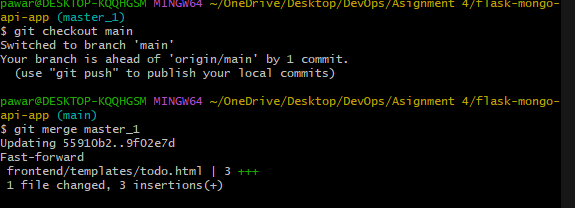 pawar@DESKTOP-KQQHGSM MINGW64 ~/OneDrive/Desktop/DevOps/Asignment 4/flask-mongo-
api-app (master_1)
$ git checkout main
Switched to branch 'main'
Your branch is ahead of 'origin/main' by 1 commit.
  (use "git push" to publish your local commits)
pawar@DESKTOP-KQQHGSM MINGW64 ~/OneDrive/Desktop/DevOps/Asignment 4/flask-mongo-
api-app (main)
$ git merge master_1
Updating 55910b2..9f02e7d
Fast-forward
 frontend/templates/todo.html | 3 +++
 1 file changed, 3 insertions(+)